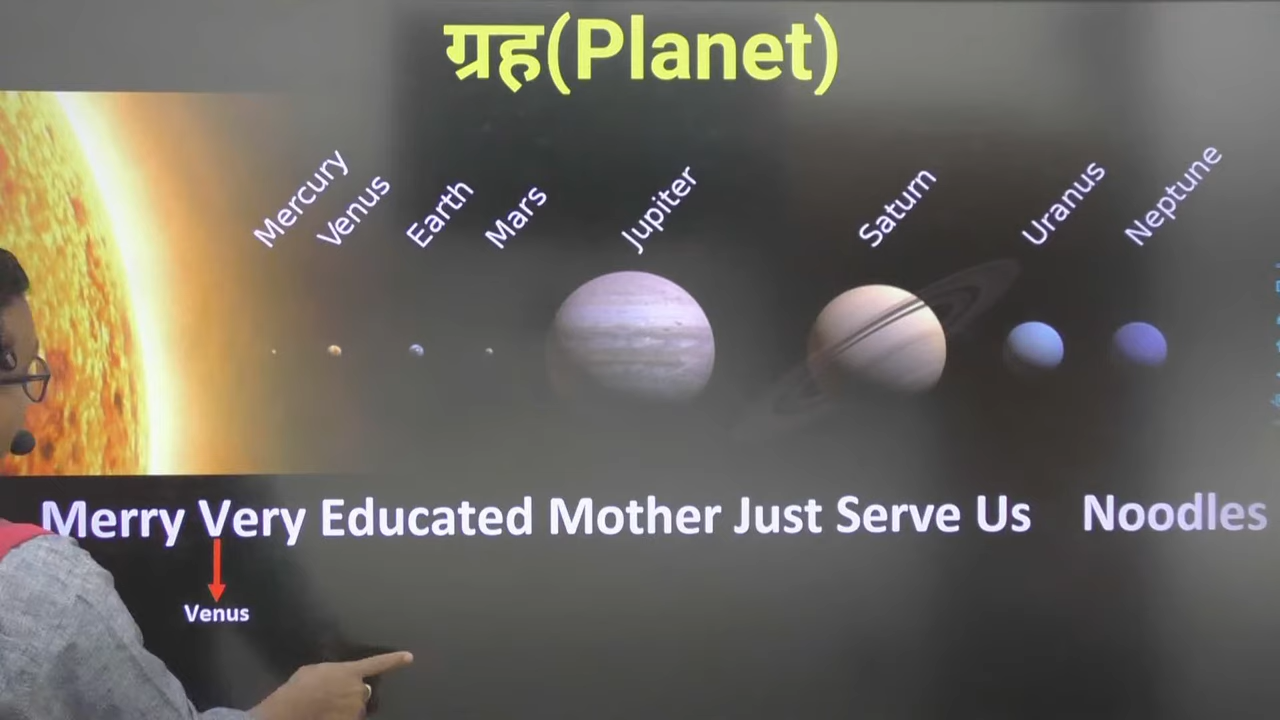 ग्रह(Planet)
Mercury
Venus
Earth
Mars
Jupiter
Saturn
Uranus
Neptune
Merry Very Educated Mother Just Serve Us Noodles
Venus